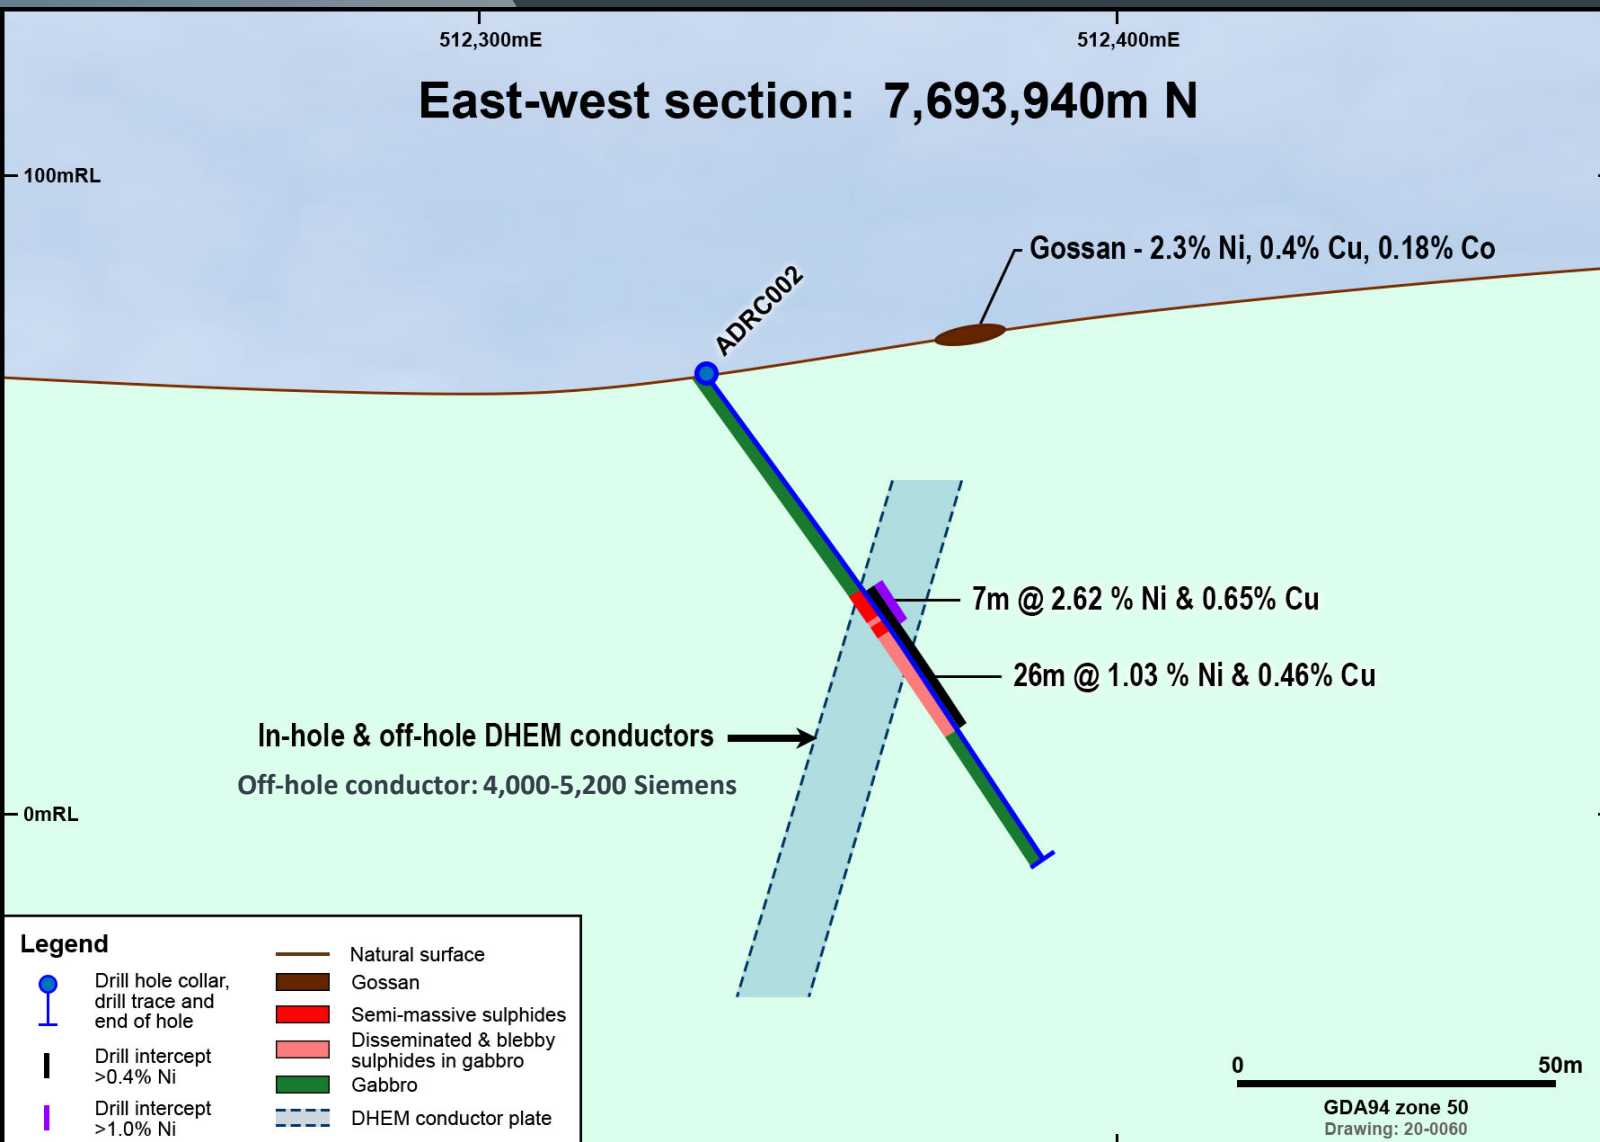 512,300mE
512,400mE
East-west section: 7,693,940m N
100mRL
Gossan - 2.3% Ni, 0.4% Cu, 0.18% Co
ADRC002
7m @ 2.62 % Ni & 0.65% Cu
26m @ 1.03 % Ni & 0.46% Cu
In-hole & off-hole DHEM conductors
Off-hole conductor: 4,000-5,200 Siemens
0mRL
Legend
Drill hole collar,
drill trace and
end of hole
Drill intercept
>0.4% Ni
Drill intercept
>1.0% Ni
Natural surface
Gossan
Semi-massive sulphides
Disseminated & blebby
sulphides in gabbro
Gabbro
DHEM conductor plate
0
50m
GDA94 zone 50
Drawing: 20-0060